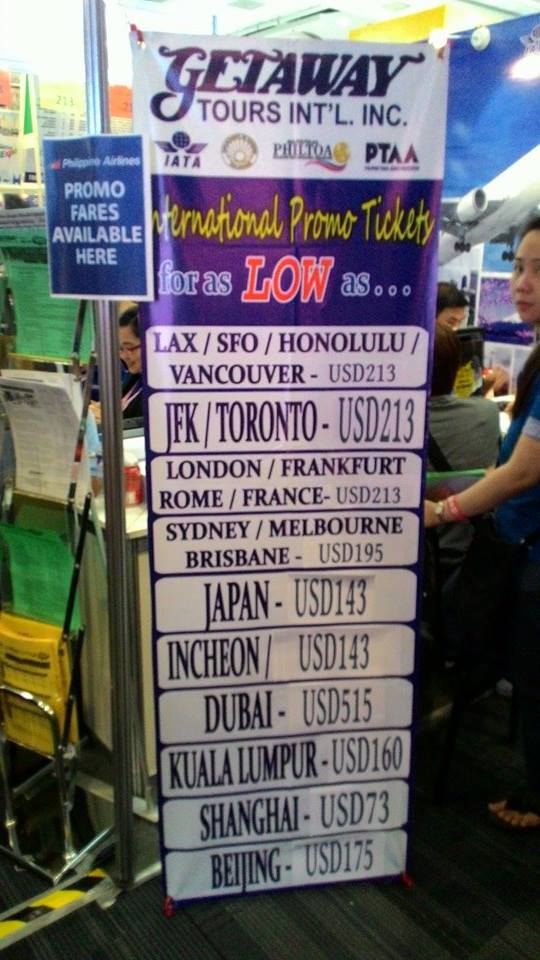 GETAWAY
TOURS INT'L. INC.
IATA
PHILTOA
PTAA
Philippine Airlines
PROMO
FARES
AVAILABLE
HERE
International Promo Tickets
for as LOW as...
LAX / SFO / HONOLULU /
VANCOUVER - USD213
JFK / TORONTO - USD213
LONDON / FRANKFURT
ROME / FRANCE- USD213
SYDNEY / MELBOURNE
BRISBANE - USD195
JAPAN - USD143
INCHEON / USD143
DUBAI - USD515
KUALA LUMPUR - USD160
SHANGHAI - USD73
BEIJING - USD175
213